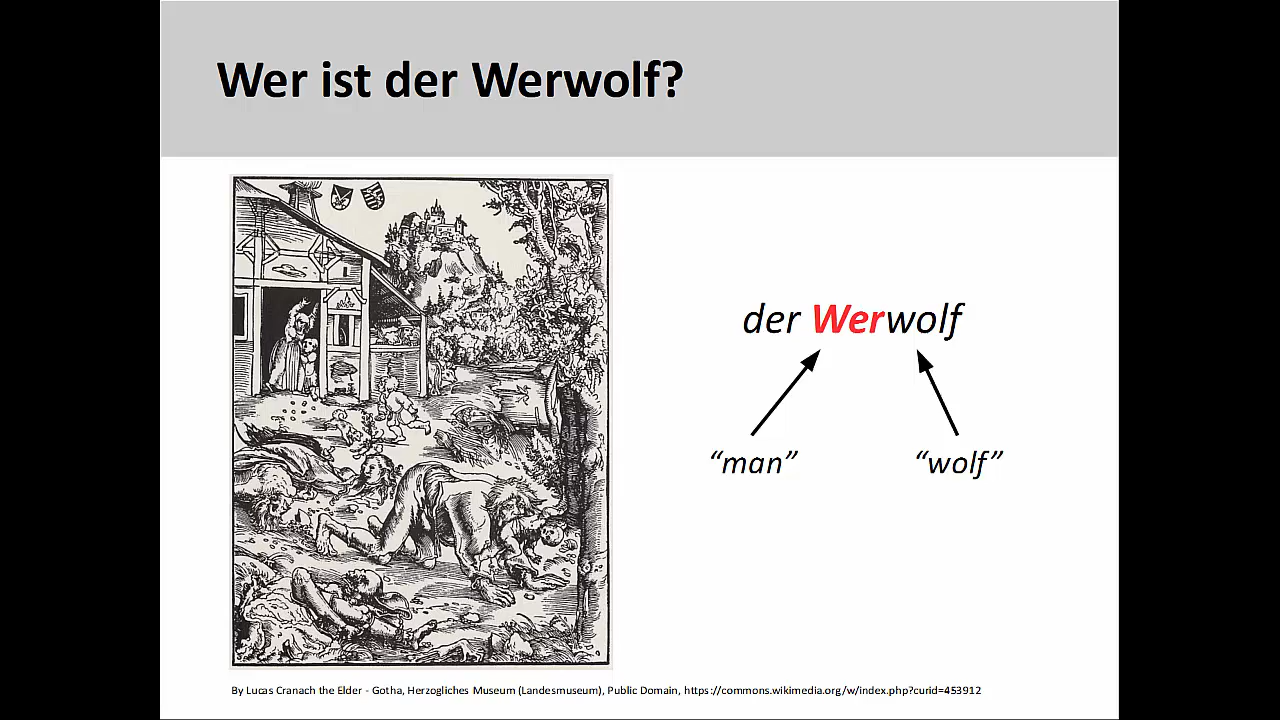 Wer ist der Werwolf?
der Werwolf
“man” “wolf”
By Lucas Cranach the Elder - Gotha, Herzogliches Museum (Landesmuseum), Public Domain, https://commons.wikimedia.org/w/index.php?curid=453912